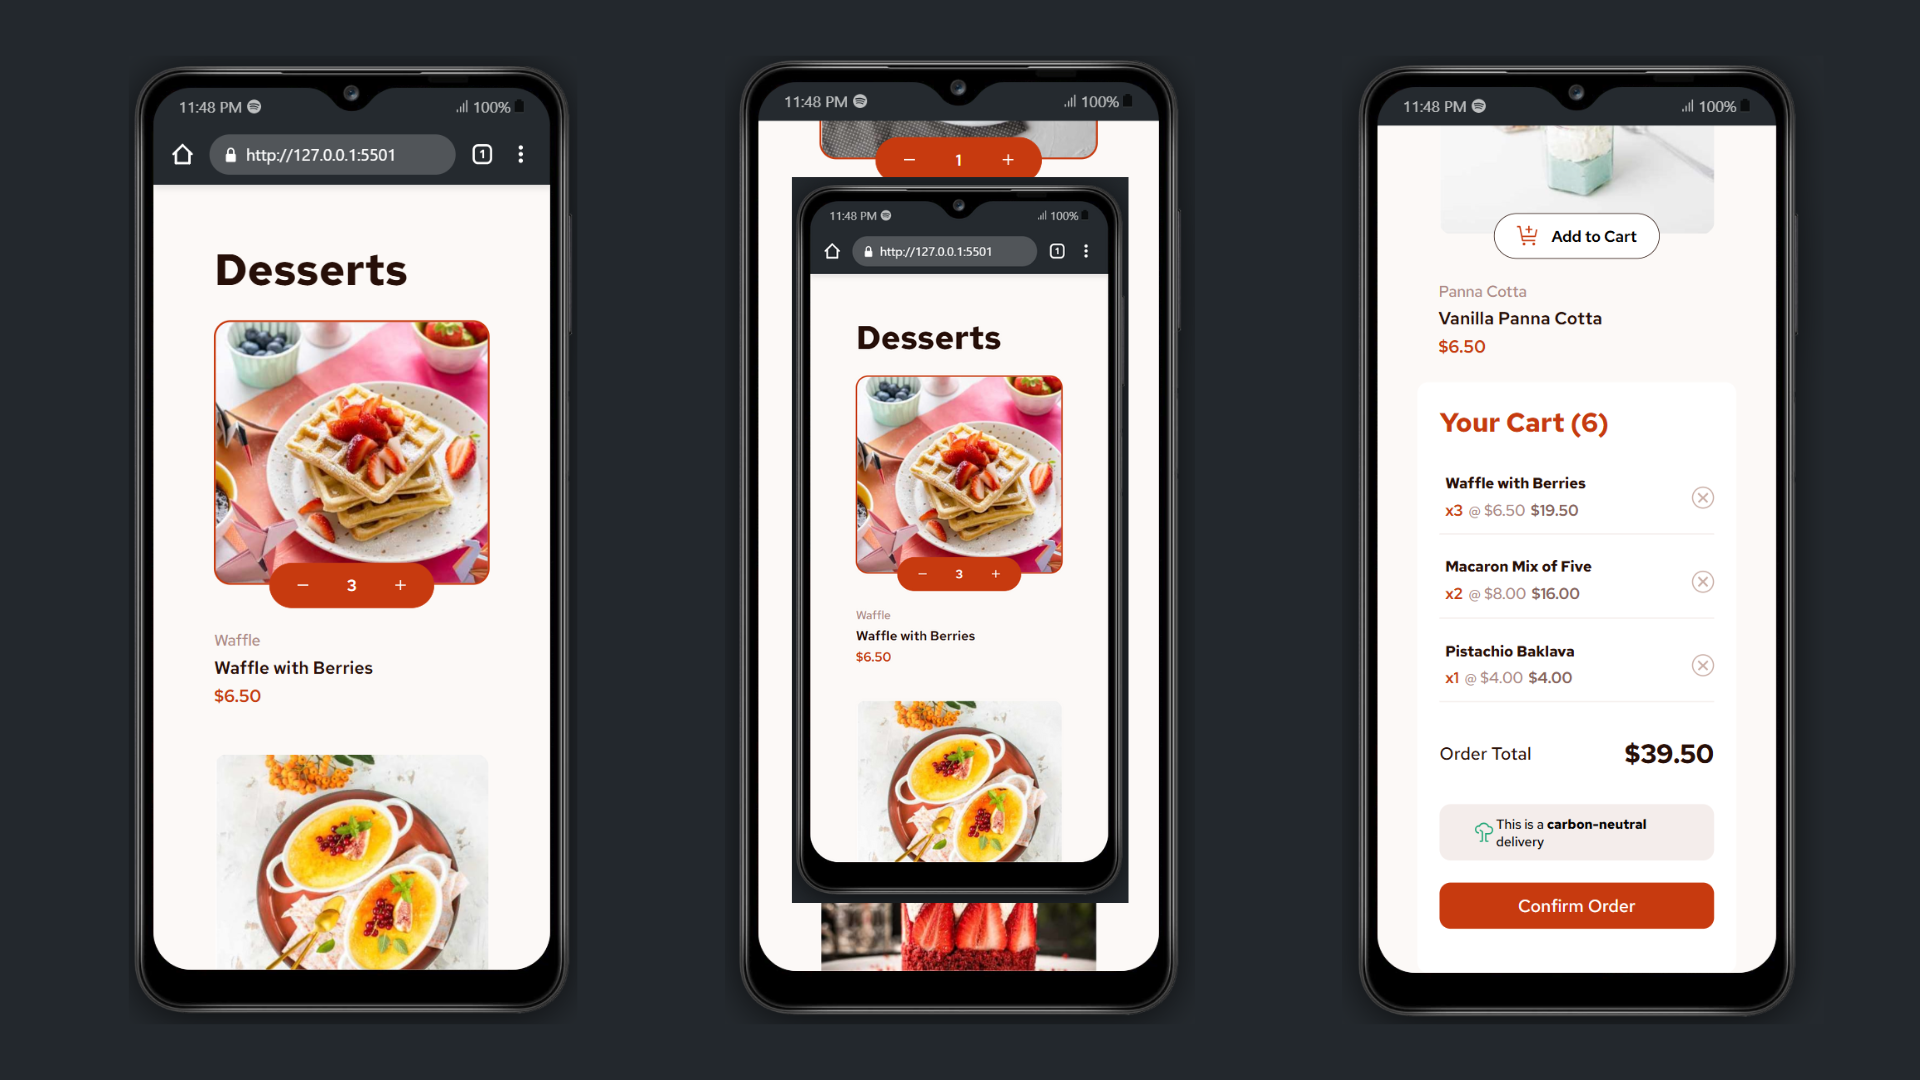 11:48 PM 100%
http://127.0.0.1:5501 1
Desserts
− 3 +
Waffle
Waffle with Berries
$6.50
11:48 PM 100%
− 1 +
11:48 PM 100%
http://127.0.0.1:5501 1
Desserts
− 3 +
Waffle
Waffle with Berries
$6.50
11:48 PM 100%
Add to Cart
Panna Cotta
Vanilla Panna Cotta
$6.50
Your Cart (6)
Waffle with Berries
x3 @ $6.50 $19.50
Macaron Mix of Five
x2 @ $8.00 $16.00
Pistachio Baklava
x1 @ $4.00 $4.00
Order Total $39.50
This is a carbon-neutral
delivery
Confirm Order